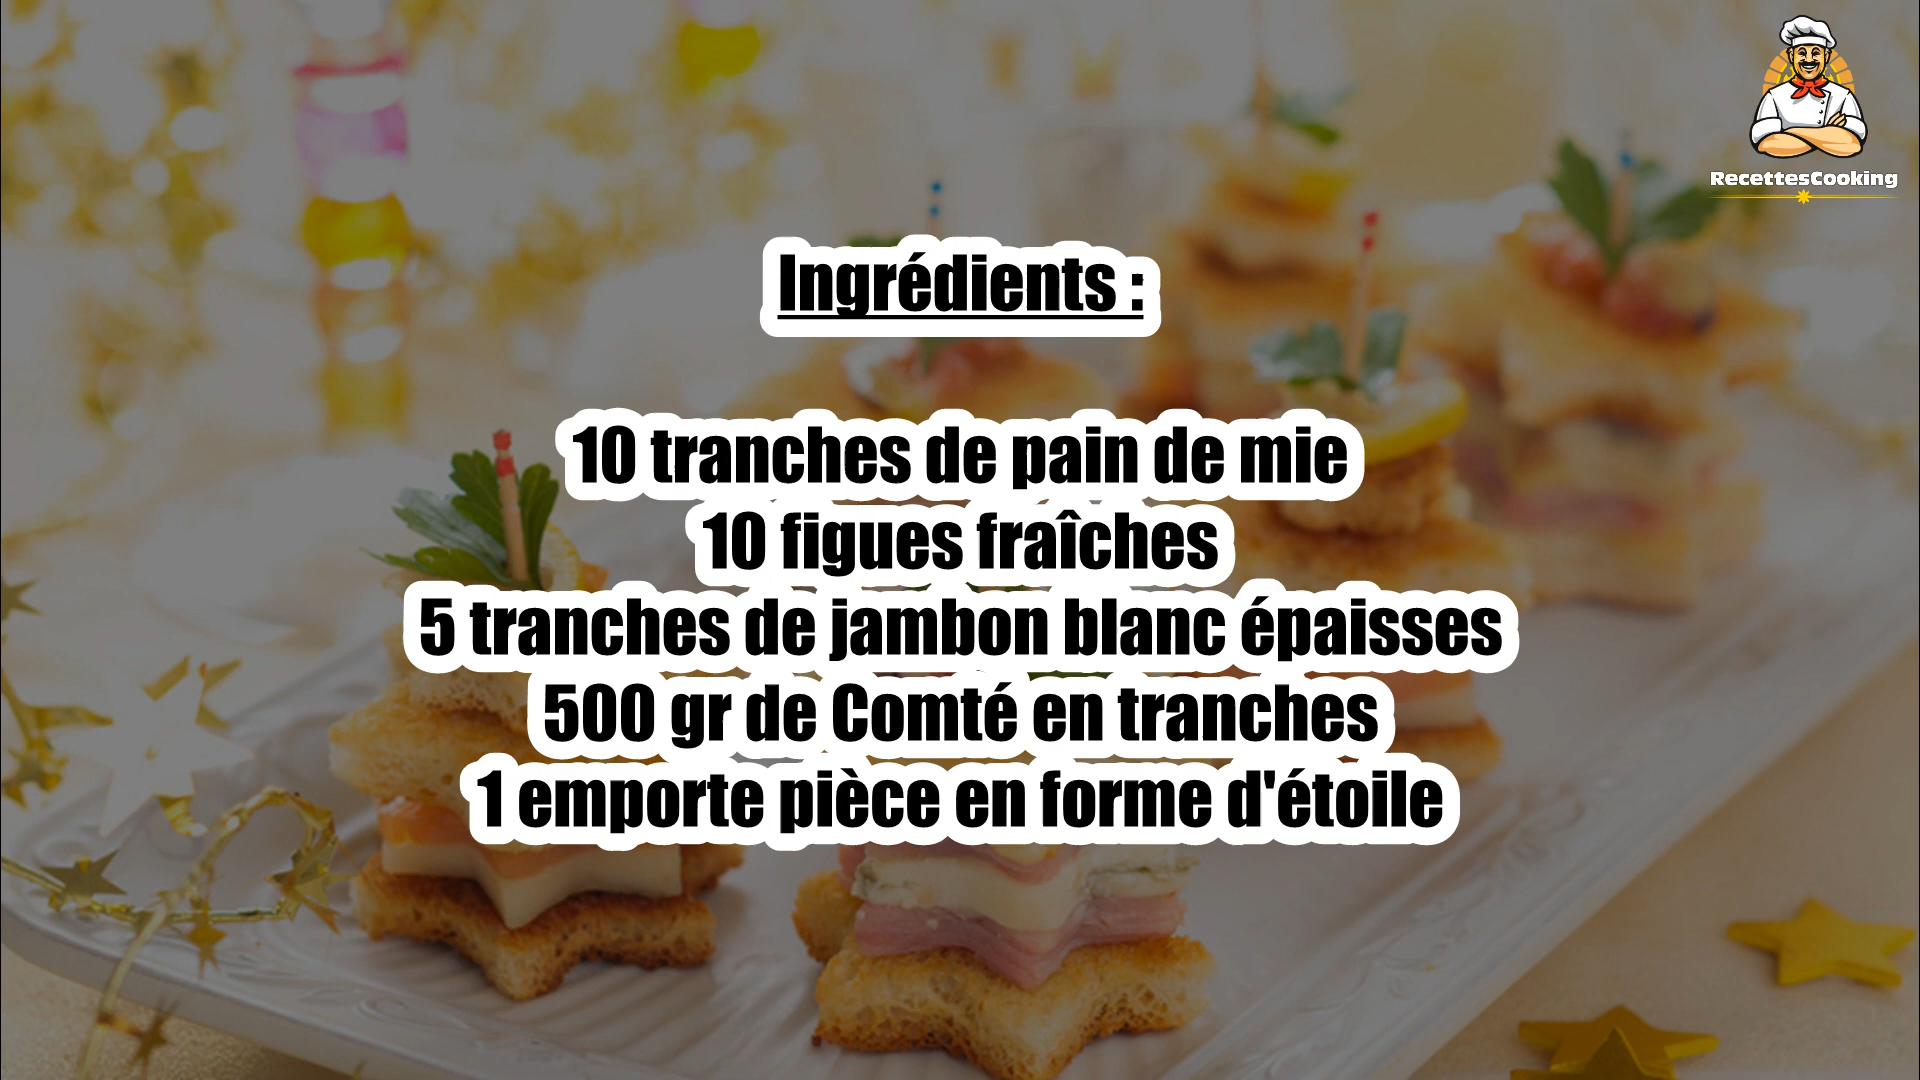 RecettesCooking
Ingrédients :
10 tranches de pain de mie
10 figues fraîches
5 tranches de jambon blanc épaisses
500 gr de Comté en tranches
1 emporte pièce en forme d'étoile